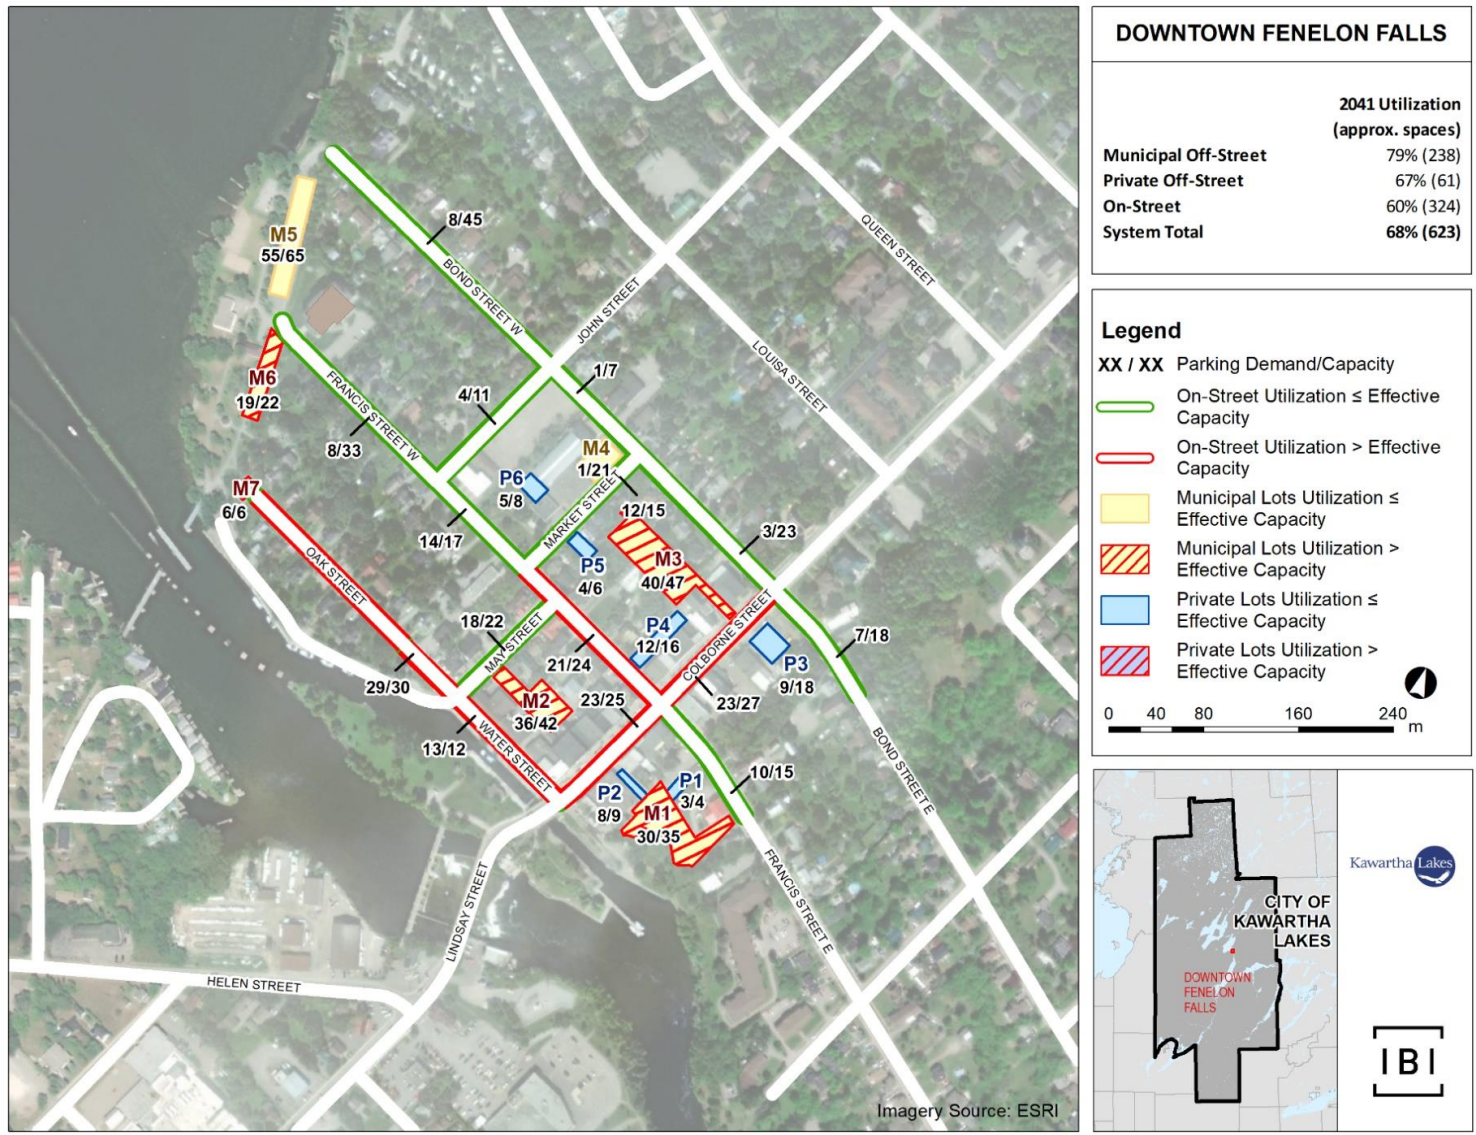 DOWNTOWN FENELON FALLS
2041 Utilization
(approx. spaces)
Municipal Off-Street 79% (238)
Private Off-Street 67% (61)
On-Street 60% (324)
System Total 68% (623)
Legend
XX / XX Parking Demand/Capacity
On-Street Utilization ≤ Effective
Capacity
On-Street Utilization > Effective
Capacity
Municipal Lots Utilization ≤
Effective Capacity
Municipal Lots Utilization >
Effective Capacity
Private Lots Utilization ≤
Effective Capacity
Private Lots Utilization >
Effective Capacity
0 40 80 160 240
m
CITY OF
KAWARTHA
LAKES
DOWNTOWN
FENELON
FALLS
Kawartha Lakes
IBI
8/45
M5
55/65
BOND STREET W
QUEEN STREET
JOHN STREET
LOUISA STREET
M6
19/22
FRANCIS STREET W
8/33
4/11
1/7
M4
1/21
P6
5/8
MARKET STREET
12/15
M7
6/6
14/17
3/23
OAK STREET
P5
4/6
M3
40/47
18/22
MAY STREET
21/24
P4
12/16
COLBORNE STREET
7/18
P3
9/18
29/30
M2
36/42
23/25
23/27
13/12
WATER STREET
10/15
BOND STREET E
P2
8/9
P1
3/4
M1
30/35
FRANCIS STREET E
LINDSAY STREET
HELEN STREET
Imagery Source: ESRI